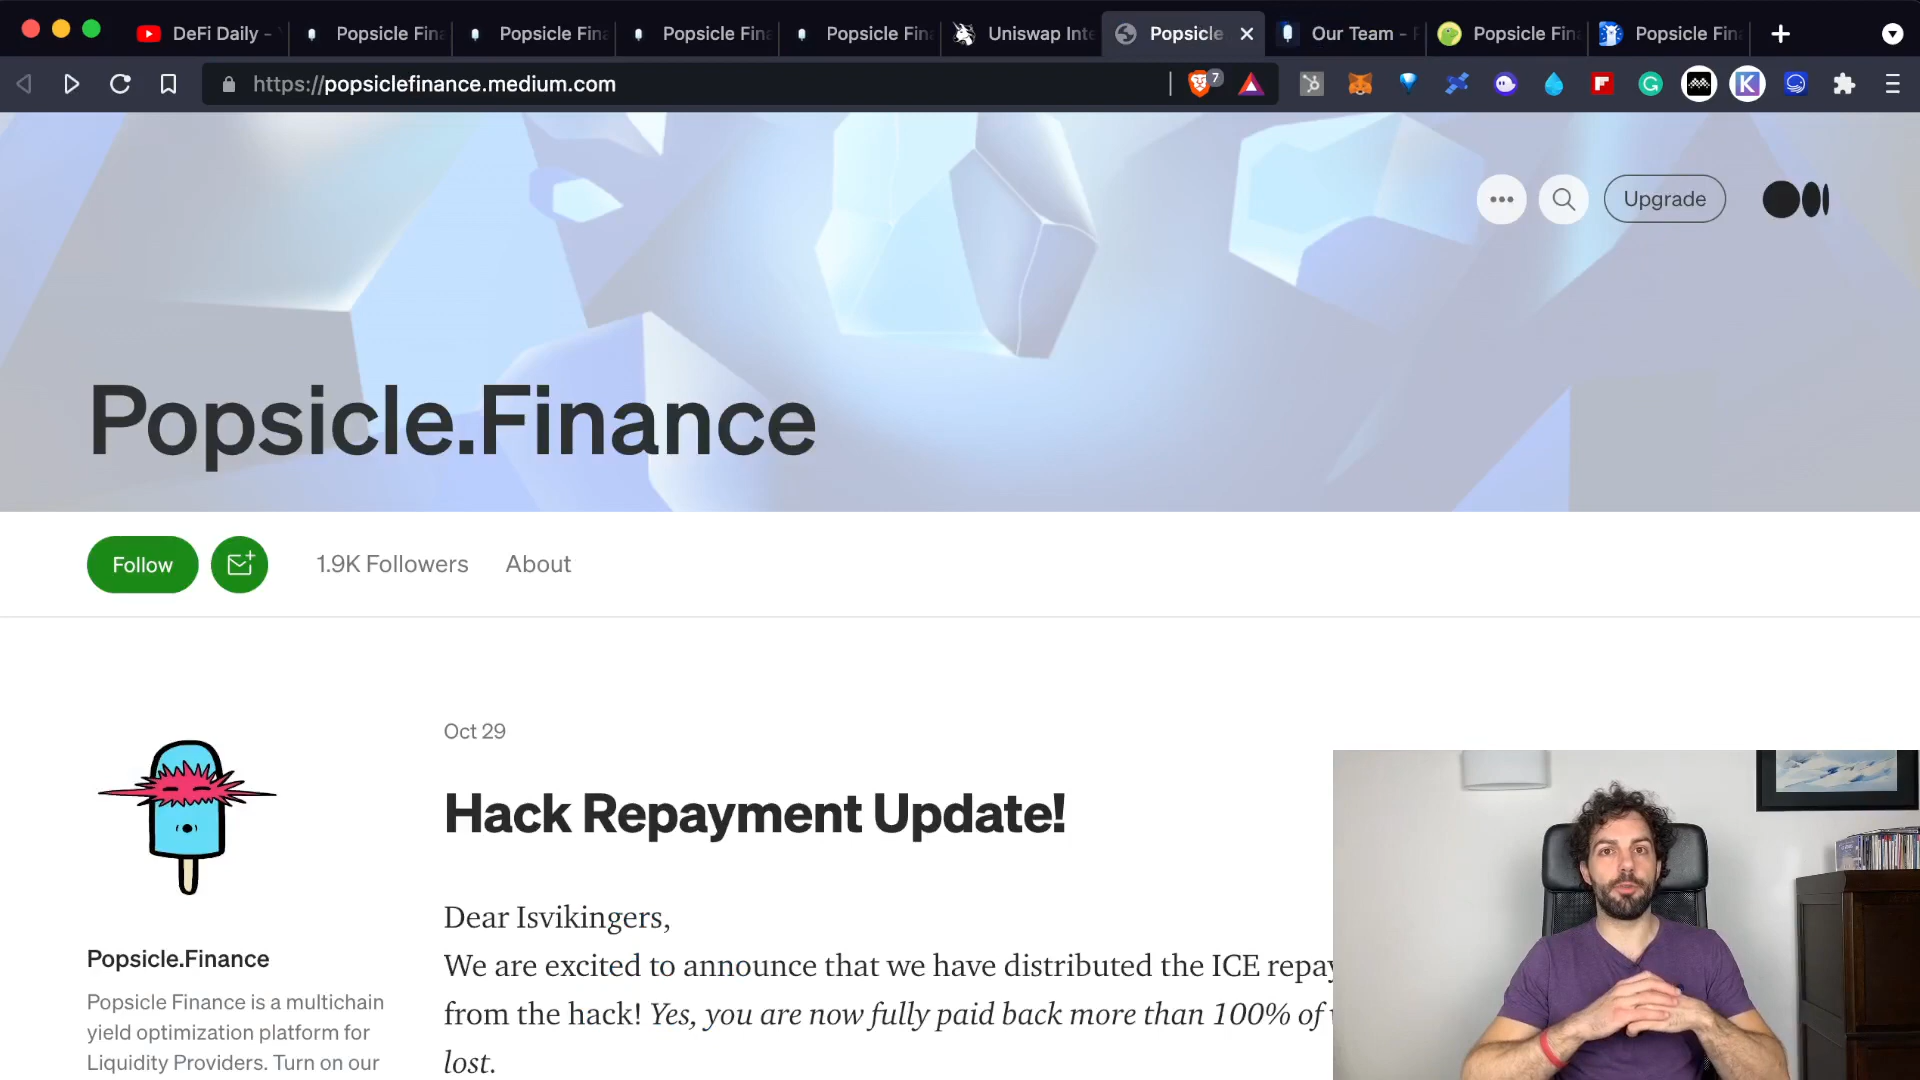 DeFi Daily -
Popsicle Fin
Popsicle Fin
Popsicle Fin
Popsicle Fin
Uniswap Inte
Popsicle
Our Team -
Popsicle Fin
Popsicle Fin
https://popsiclefinance.medium.com
7
Upgrade
Popsicle.Finance
Follow
1.9K Followers
About
Oct 29
Hack Repayment Update!
Dear Isvikingers,
We are excited to announce that we have distributed the ICE repay
from the hack! Yes, you are now fully paid back more than 100% of
lost.
Popsicle.Finance
Popsicle Finance is a multichain
yield optimization platform for
Liquidity Providers. Turn on our